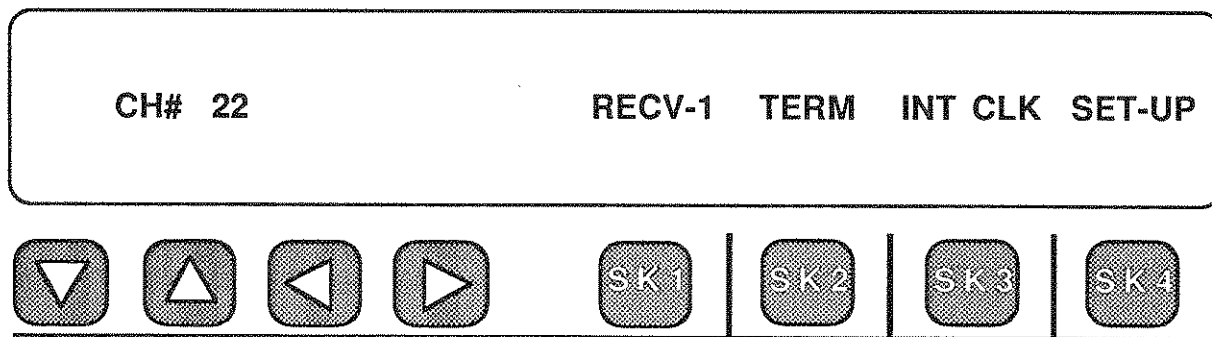 CH# 22 RECV-1 TERM INT CLK SET-UP
SK1 SK2 SK3 SK4